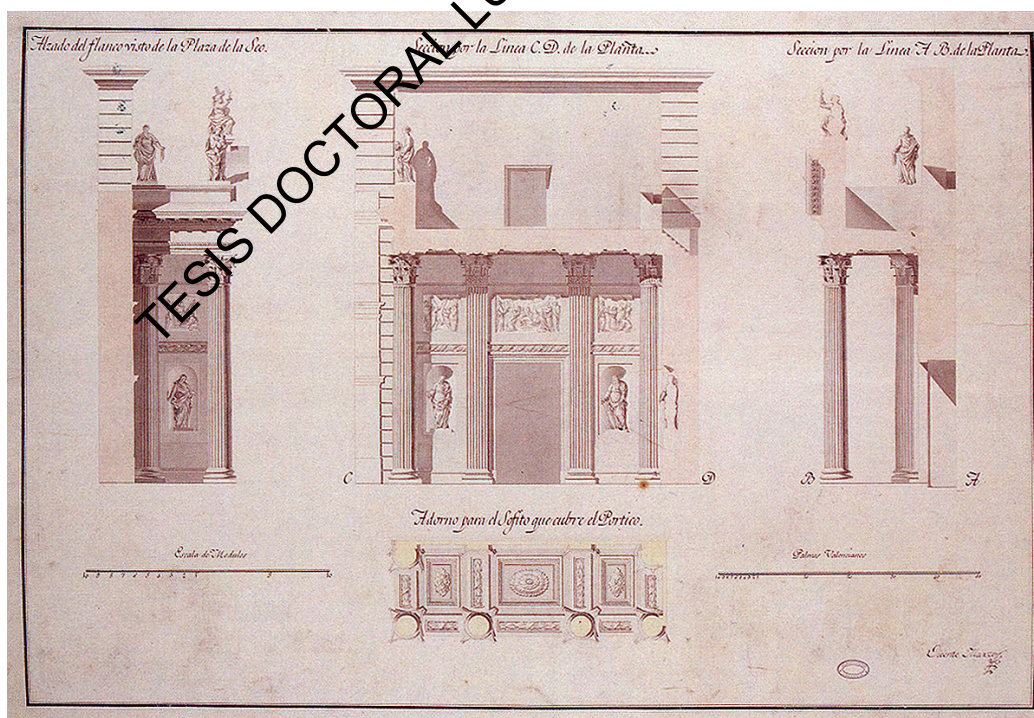 Alzado del flanco visto de la Plaza de la Seo.
Seccion por la Linea C. D. de la Planta.
Seccion por la Linea A B. de la Planta.
TESIS DOCTORAL
C
D
B
A
Adorno para el Sofito que cubre el Portico.
Escala de Modulos
Palmos Valencianos
Vicente Marzo